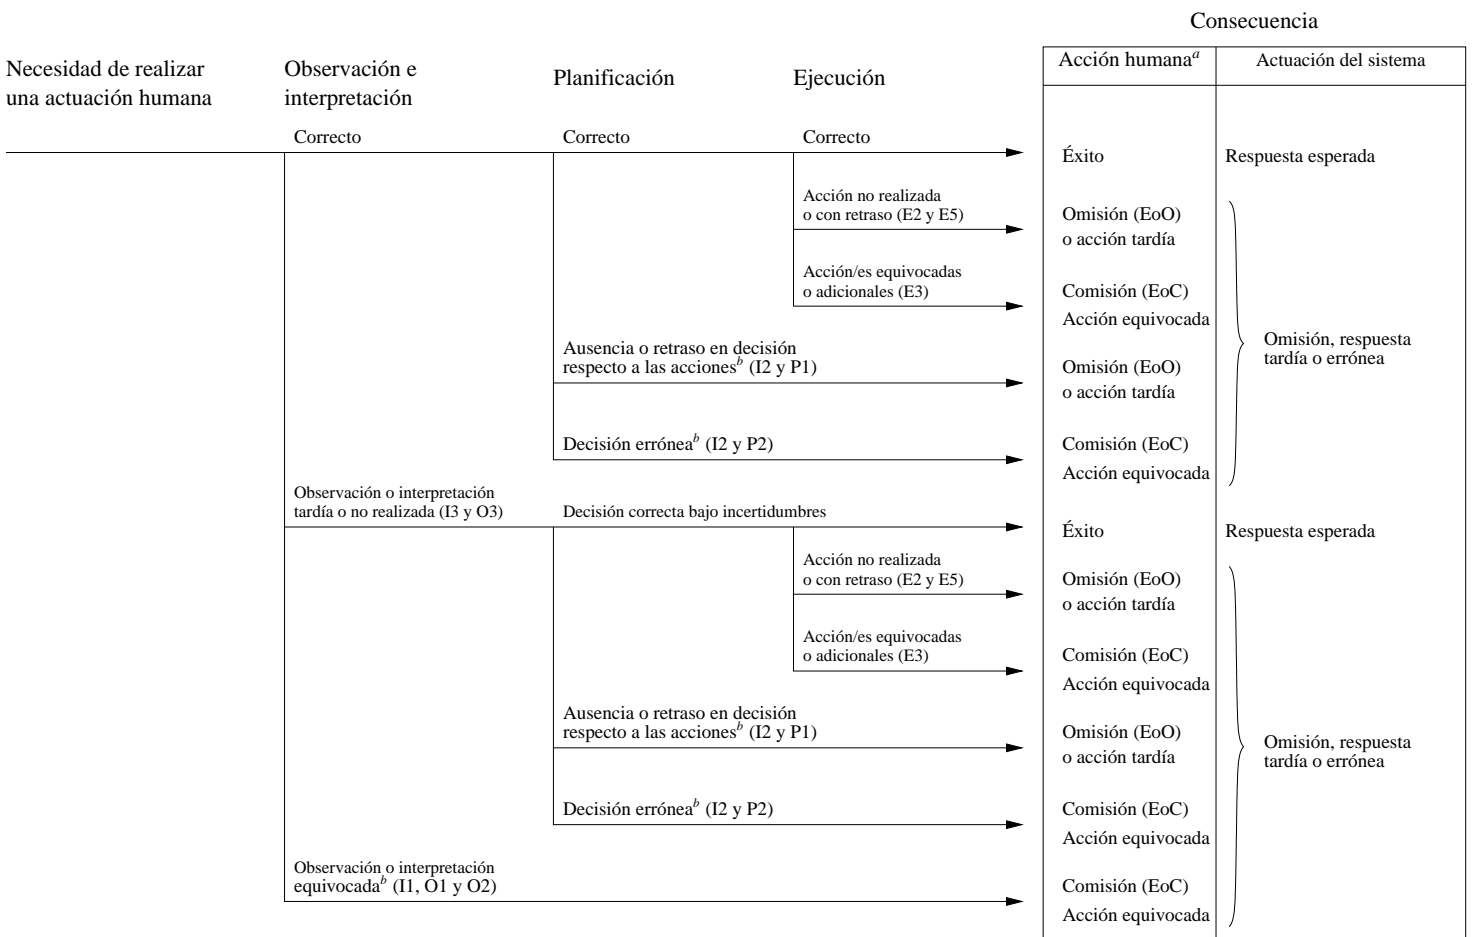 Consecuencia
Necesidad de realizar
una actuación humana
Observación e
interpretación
Planificación
Ejecución
Acción humanaᵃ
Actuación del sistema
Correcto
Correcto
Correcto
Éxito
Respuesta esperada
Acción no realizada
o con retraso (E2 y E5)
Omisión (EoO)
o acción tardía
Acción/es equivocadas
o adicionales (E3)
Comisión (EoC)
Acción equivocada
Omisión, respuesta
tardía o errónea
Ausencia o retraso en decisión
respecto a las accionesᵇ (I2 y P1)
Omisión (EoO)
o acción tardía
Decisión erróneaᵇ (I2 y P2)
Comisión (EoC)
Acción equivocada
Observación o interpretación
tardía o no realizada (I3 y O3)
Decisión correcta bajo incertidumbres
Éxito
Respuesta esperada
Acción no realizada
o con retraso (E2 y E5)
Omisión (EoO)
o acción tardía
Acción/es equivocadas
o adicionales (E3)
Comisión (EoC)
Acción equivocada
Ausencia o retraso en decisión
respecto a las accionesᵇ (I2 y P1)
Omisión (EoO)
o acción tardía
Omisión, respuesta
tardía o errónea
Decisión erróneaᵇ (I2 y P2)
Comisión (EoC)
Acción equivocada
Observación o interpretación
equivocadaᵇ (I1, O1 y O2)
Comisión (EoC)
Acción equivocada